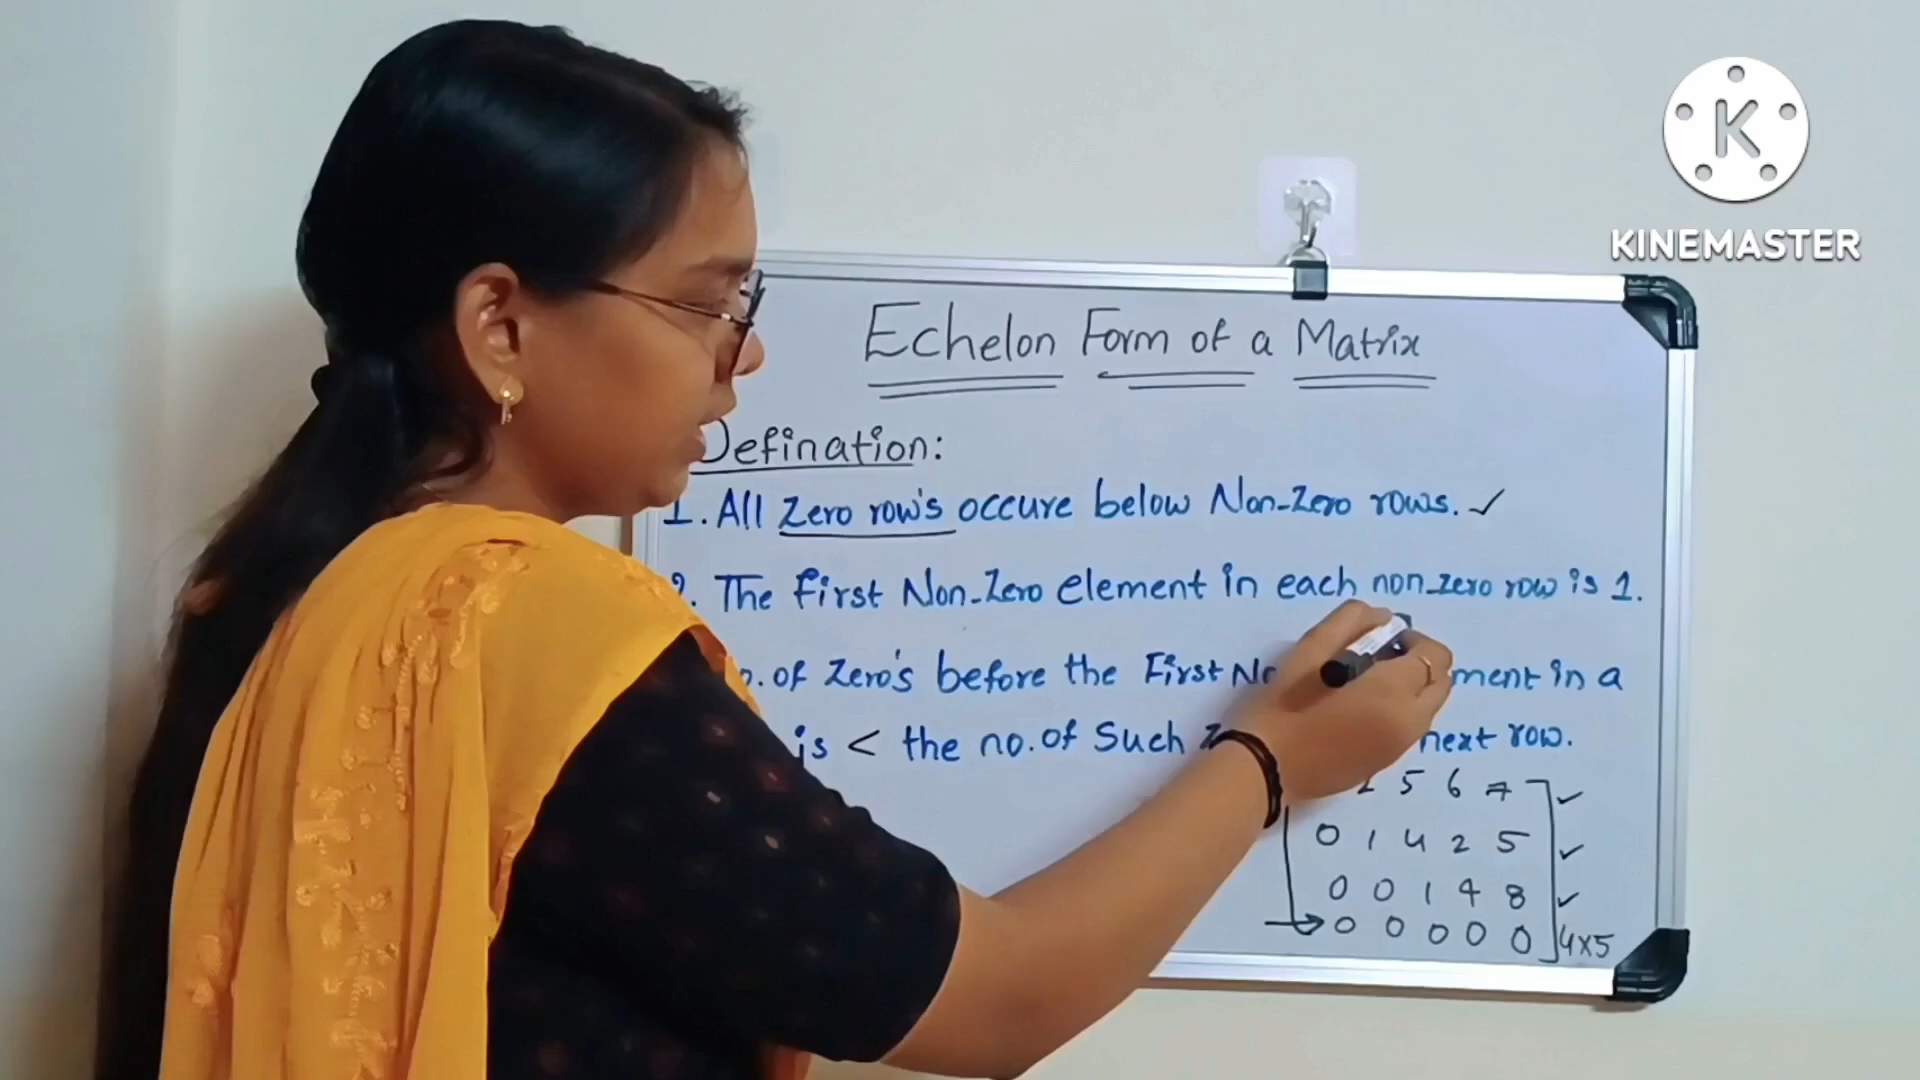 K
KINEMASTER
Echelon Form of a Matrix
Defination:
1. All Zero row's occure below Non-Zero rows. ✓
2. The first Non-Zero element in each non-zero row is 1.
of Zero's before the First ment in a
is < the no. of Such next row.
5 6 7 ✓
0 1 4 2 5 ✓
0 0 1 4 8 ✓
→ 0 0 0 0 0 4x5